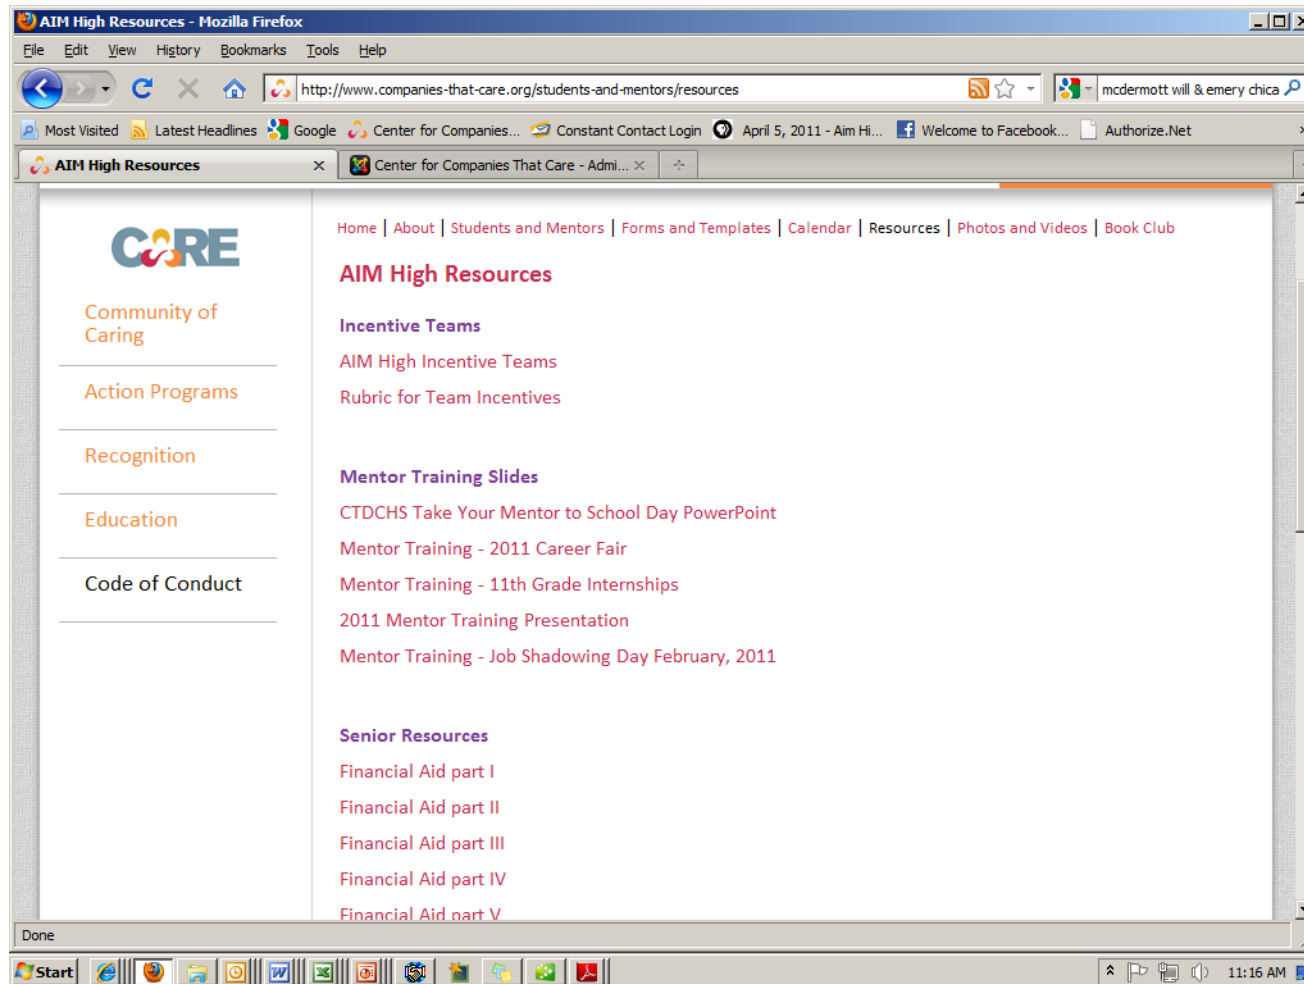 AIM High Resources - Mozilla Firefox
File Edit View History Bookmarks Tools Help
http://www.companies-that-care.org/students-and-mentors/resources
mcdermott will & emery chica
Most Visited Latest Headlines Google Center for Companies... Constant Contact Login April 5, 2011 - Aim Hi... Welcome to Facebook... Authorize.Net
AIM High Resources Center for Companies That Care - Admi...
CARE
Community of
Caring
Action Programs
Recognition
Education
Code of Conduct
Home | About | Students and Mentors | Forms and Templates | Calendar | Resources | Photos and Videos | Book Club
AIM High Resources
Incentive Teams
AIM High Incentive Teams
Rubric for Team Incentives
Mentor Training Slides
CTDCHS Take Your Mentor to School Day PowerPoint
Mentor Training - 2011 Career Fair
Mentor Training - 11th Grade Internships
2011 Mentor Training Presentation
Mentor Training - Job Shadowing Day February, 2011
Senior Resources
Financial Aid part I
Financial Aid part II
Financial Aid part III
Financial Aid part IV
Financial Aid part V
Done
Start 11:16 AM